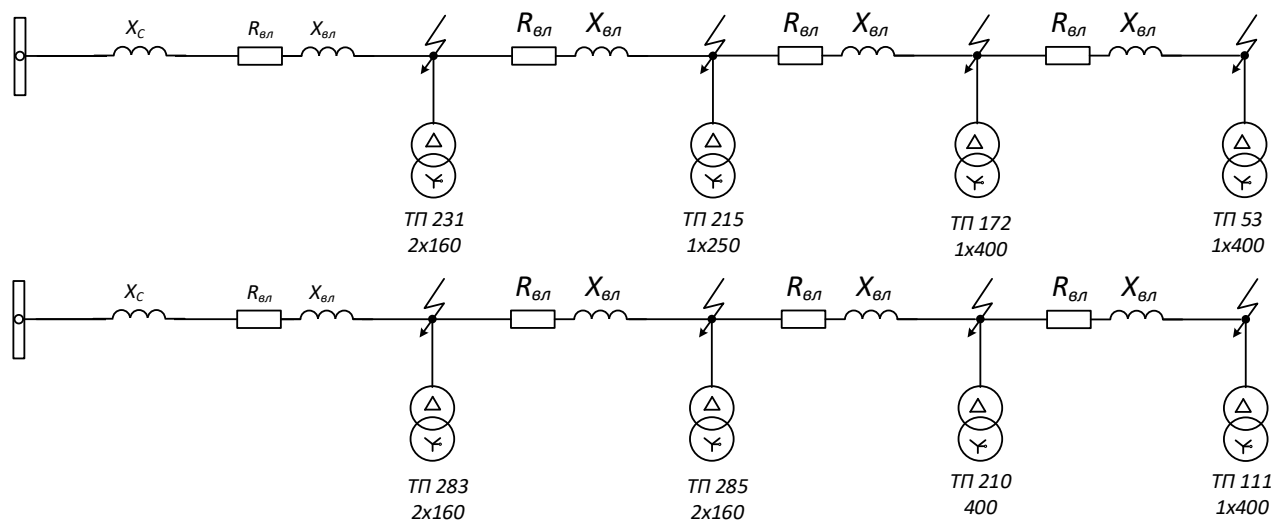 Xс Rвл Xвл Rвл Xвл Rвл Xвл Rвл Xвл
ТП 231 ТП 215 ТП 172 ТП 53
2х160 1х250 1х400 1х400
Xс Rвл Xвл Rвл Xвл Rвл Xвл Rвл Xвл
ТП 283 ТП 285 ТП 210 ТП 111
2х160 2х160 400 1х400